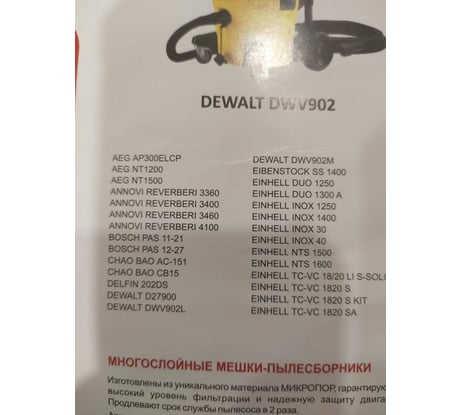 DEWALT DWV902
AEG AP300ELCP
AEG NT1200
AEG NT1500
ANNOVI REVERBERI 3360
ANNOVI REVERBERI 3400
ANNOVI REVERBERI 3460
ANNOVI REVERBERI 4100
BOSCH PAS 11-21
BOSCH PAS 12-27
CHAO BAO AC-151
CHAO BAO CB15
DELFIN 202DS
DEWALT D27900
DEWALT DWV902L
DEWALT DWV902M
EIBENSTOCK SS 1400
EINHELL DUO 1250
EINHELL DUO 1300 A
EINHELL INOX 1250
EINHELL INOX 1400
EINHELL INOX 30
EINHELL INOX 40
EINHELL NTS 1500
EINHELL NTS 1600
EINHELL TC-VC 18/20 LI S-SOLO
EINHELL TC-VC 1820 S
EINHELL TC-VC 1820 S KIT
EINHELL TC-VC 1820 SA
МНОГОСЛОЙНЫЕ МЕШКИ-ПЫЛЕСБОРНИКИ
Изготовлены из уникального материала МИКРОПОР, гарантирую
высокий уровень фильтрации и надежную защиту двига
Продлевают срок службы пылесоса в 2 раза.